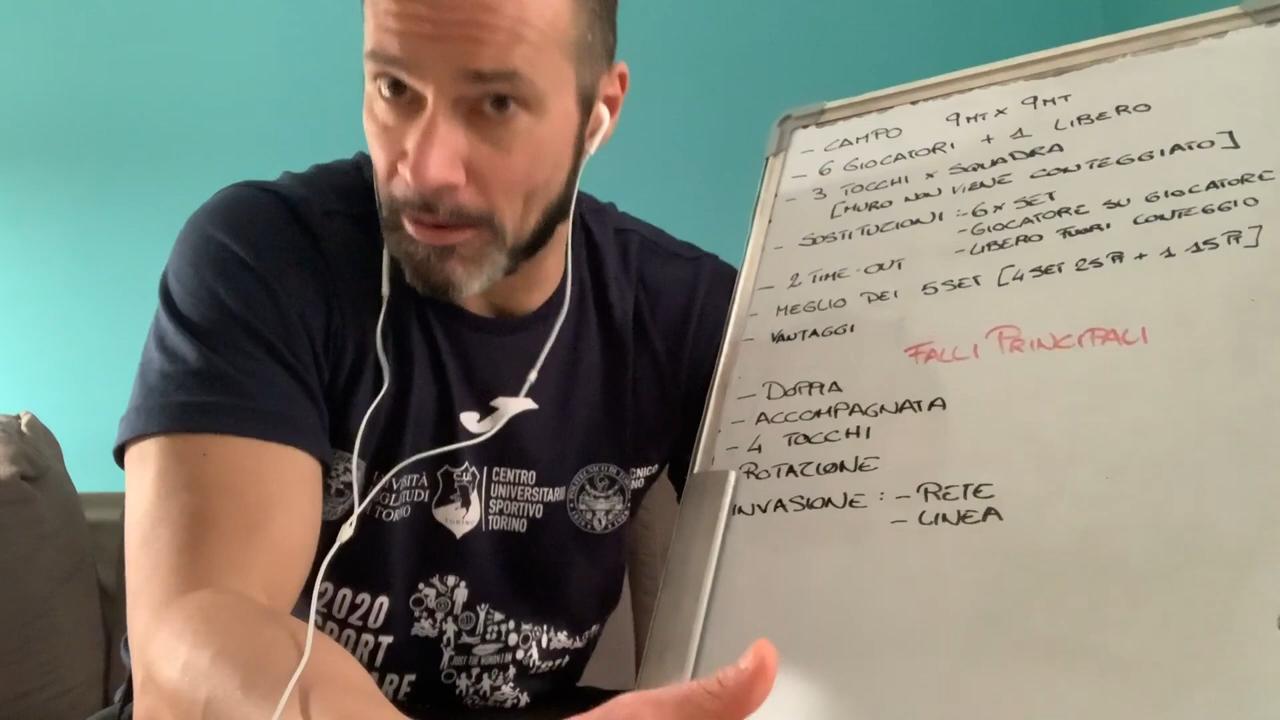 - CAMPO 9MT X 9MT
- 6 GIOCATORI + 1 LIBERO
- 3 TOCCHI X SQUADRA
[MURO NON VIENE CONTEGGIATO]
- SOSTITUZIONI :- 6X SET
- GIOCATORE SU GIOCATORE
- LIBERO FUORI CONTEGGIO
- 2 TIME-OUT
- MEGLIO DEI 5 SET [4 SET 25 PT + 1 15 PT]
- VANTAGGI
FALLI PRINCIPALI
- DOPPIA
- ACCOMPAGNATA
- 4 TOCCHI
ROTAZIONE
INVASIONE : - RETE
- LINEA
CENTRO
UNIVERSITARIO
SPORTIVO
TORINO
C.U.
TORINO
2020